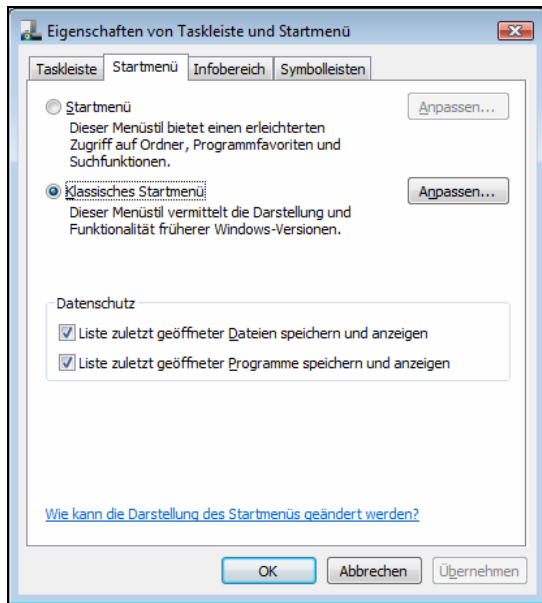 Eigenschaften von Taskleiste und Startmenü
Taskleiste Startmenü Infobereich Symbolleisten
Startmenü Anpassen...
Dieser Menüstil bietet einen erleichterten
Zugriff auf Ordner, Programmfavoriten und
Suchfunktionen.
Klassisches Startmenü Anpassen...
Dieser Menüstil vermittelt die Darstellung und
Funktionalität früherer Windows-Versionen.
Datenschutz
Liste zuletzt geöffneter Dateien speichern und anzeigen
Liste zuletzt geöffneter Programme speichern und anzeigen
Wie kann die Darstellung des Startmenüs geändert werden?
OK Abbrechen Übernehmen